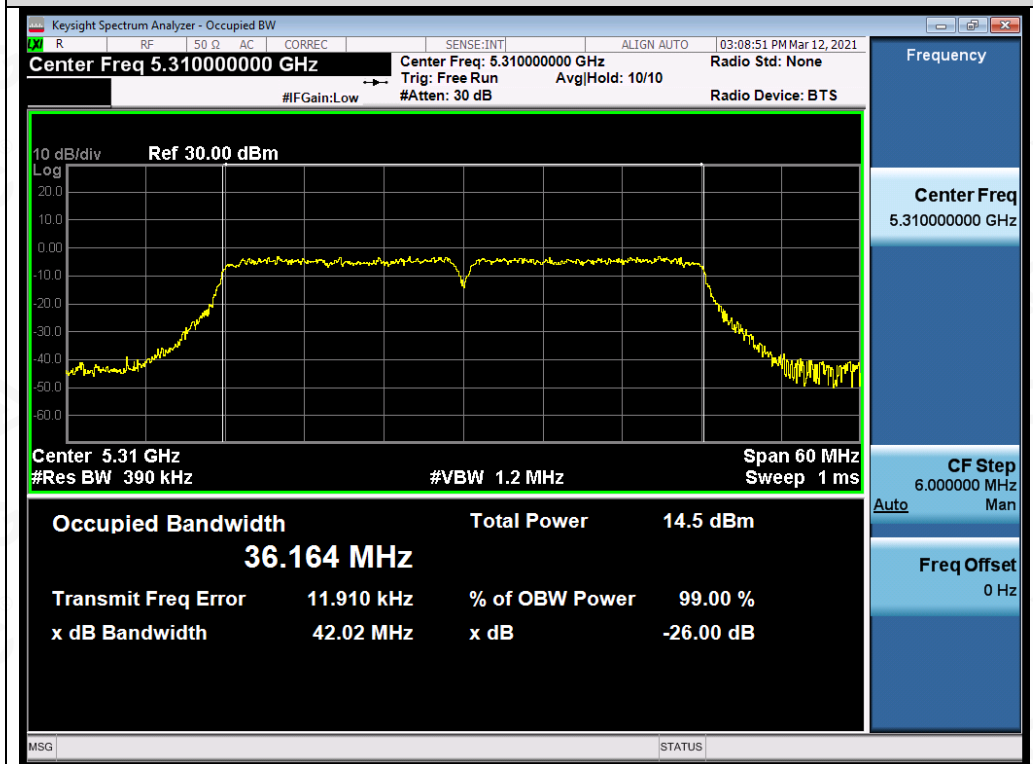 Keysight Spectrum Analyzer - Occupied BW
LXI R RF 50 Ω AC CORREC SENSE:INT ALIGN AUTO 03:08:51 PM Mar 12, 2021
Center Freq 5.310000000 GHz Center Freq: 5.310000000 GHz Radio Std: None
Trig: Free Run Avg|Hold: 10/10
#IFGain:Low #Atten: 30 dB Radio Device: BTS
Frequency
10 dB/div Ref 30.00 dBm
Log
20.0
10.0
0.00
-10.0
-20.0
-30.0
-40.0
-50.0
-60.0
Center 5.31 GHz Span 60 MHz
#Res BW 390 kHz #VBW 1.2 MHz Sweep 1 ms
Center Freq
5.310000000 GHz
CF Step
6.000000 MHz
Auto Man
Freq Offset
0 Hz
Occupied Bandwidth Total Power 14.5 dBm
36.164 MHz
Transmit Freq Error 11.910 kHz % of OBW Power 99.00 %
x dB Bandwidth 42.02 MHz x dB -26.00 dB
MSG STATUS